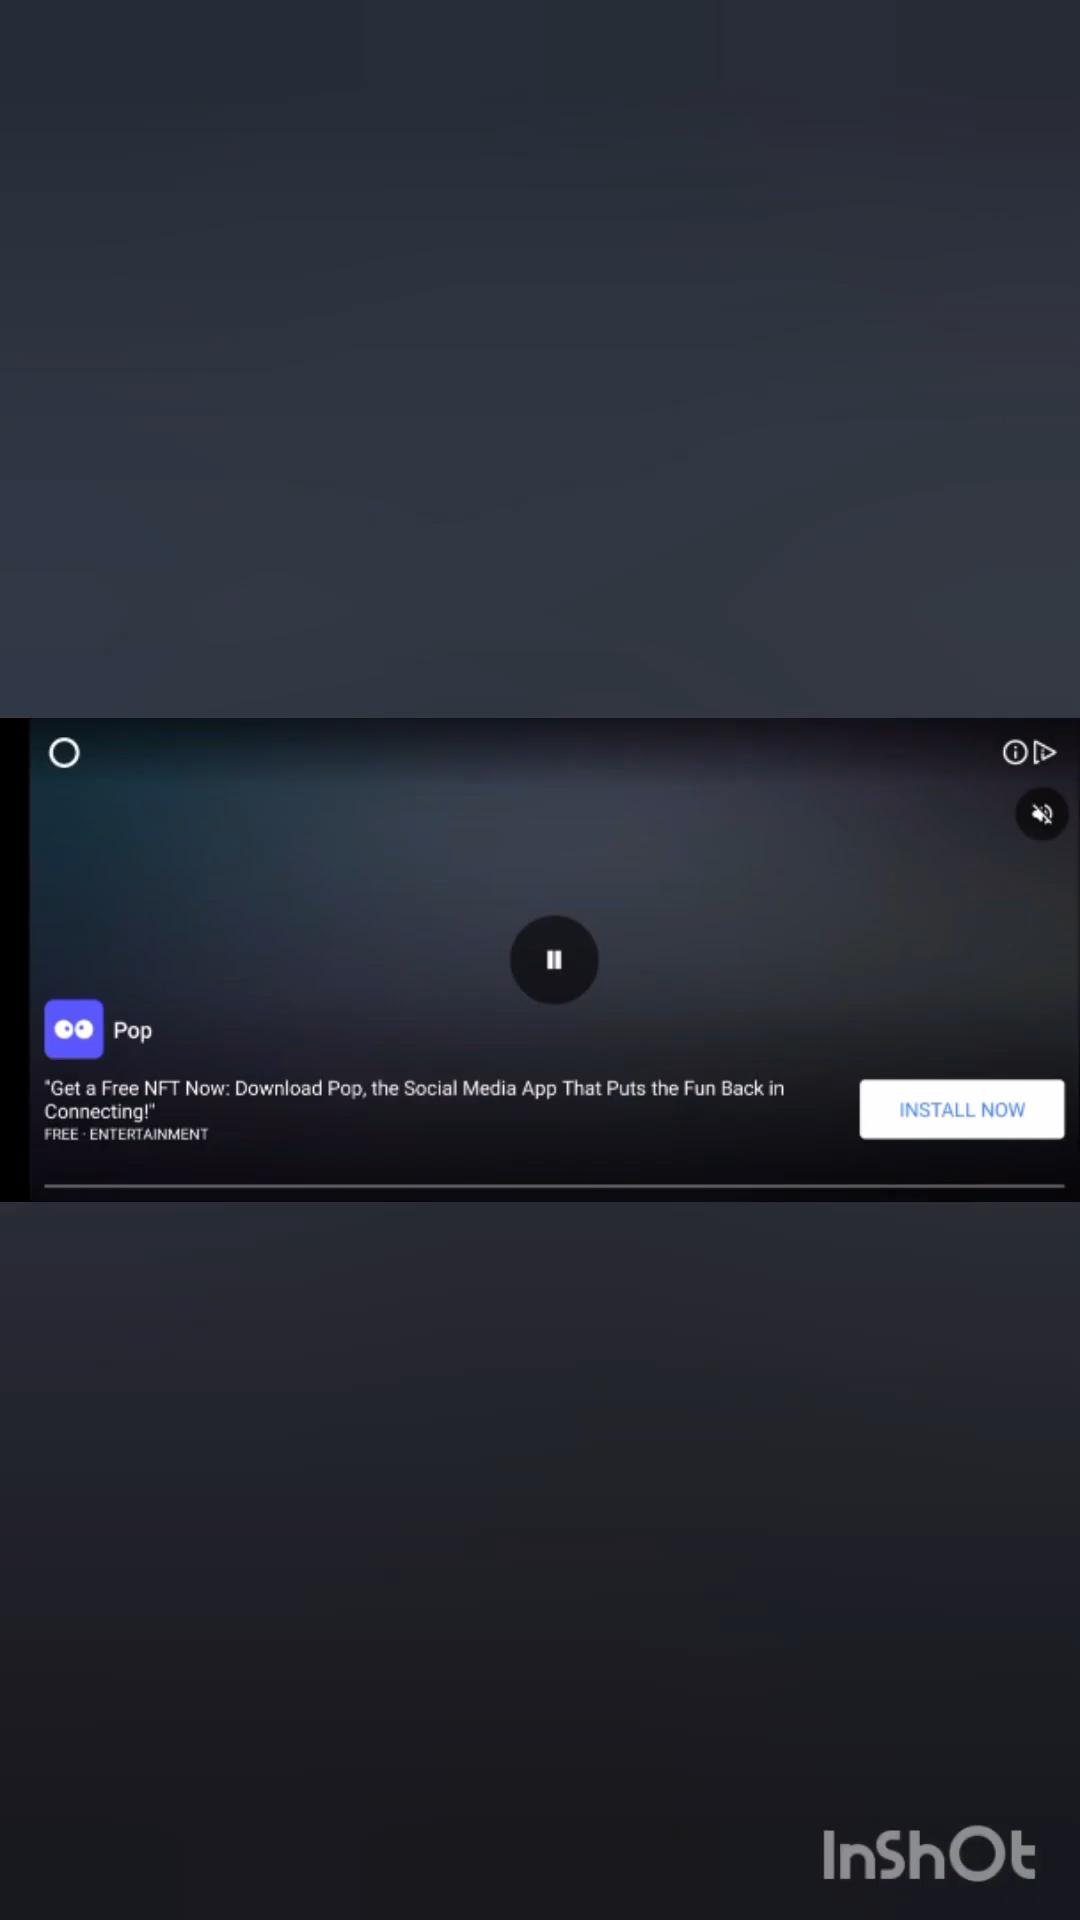 Pop
"Get a Free NFT Now: Download Pop, the Social Media App That Puts the Fun Back in
Connecting!"
FREE · ENTERTAINMENT
INSTALL NOW
InShOt